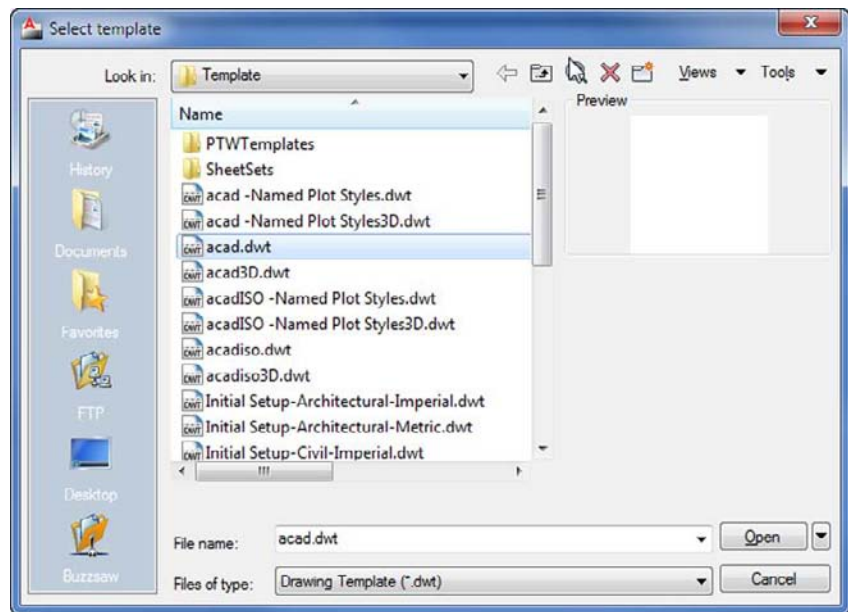 Select template
Look in:
Template
Views
Tools
History
Documents
Favorites
FTP
Desktop
Buzzsaw
Name
PTWTemplates
SheetSets
acad -Named Plot Styles.dwt
acad -Named Plot Styles3D.dwt
acad.dwt
acad3D.dwt
acadISO -Named Plot Styles.dwt
acadISO -Named Plot Styles3D.dwt
acadiso.dwt
acadiso3D.dwt
Initial Setup-Architectural-Imperial.dwt
Initial Setup-Architectural-Metric.dwt
Initial Setup-Civil-Imperial.dwt
Preview
File name:
acad.dwt
Open
Files of type:
Drawing Template (*.dwt)
Cancel